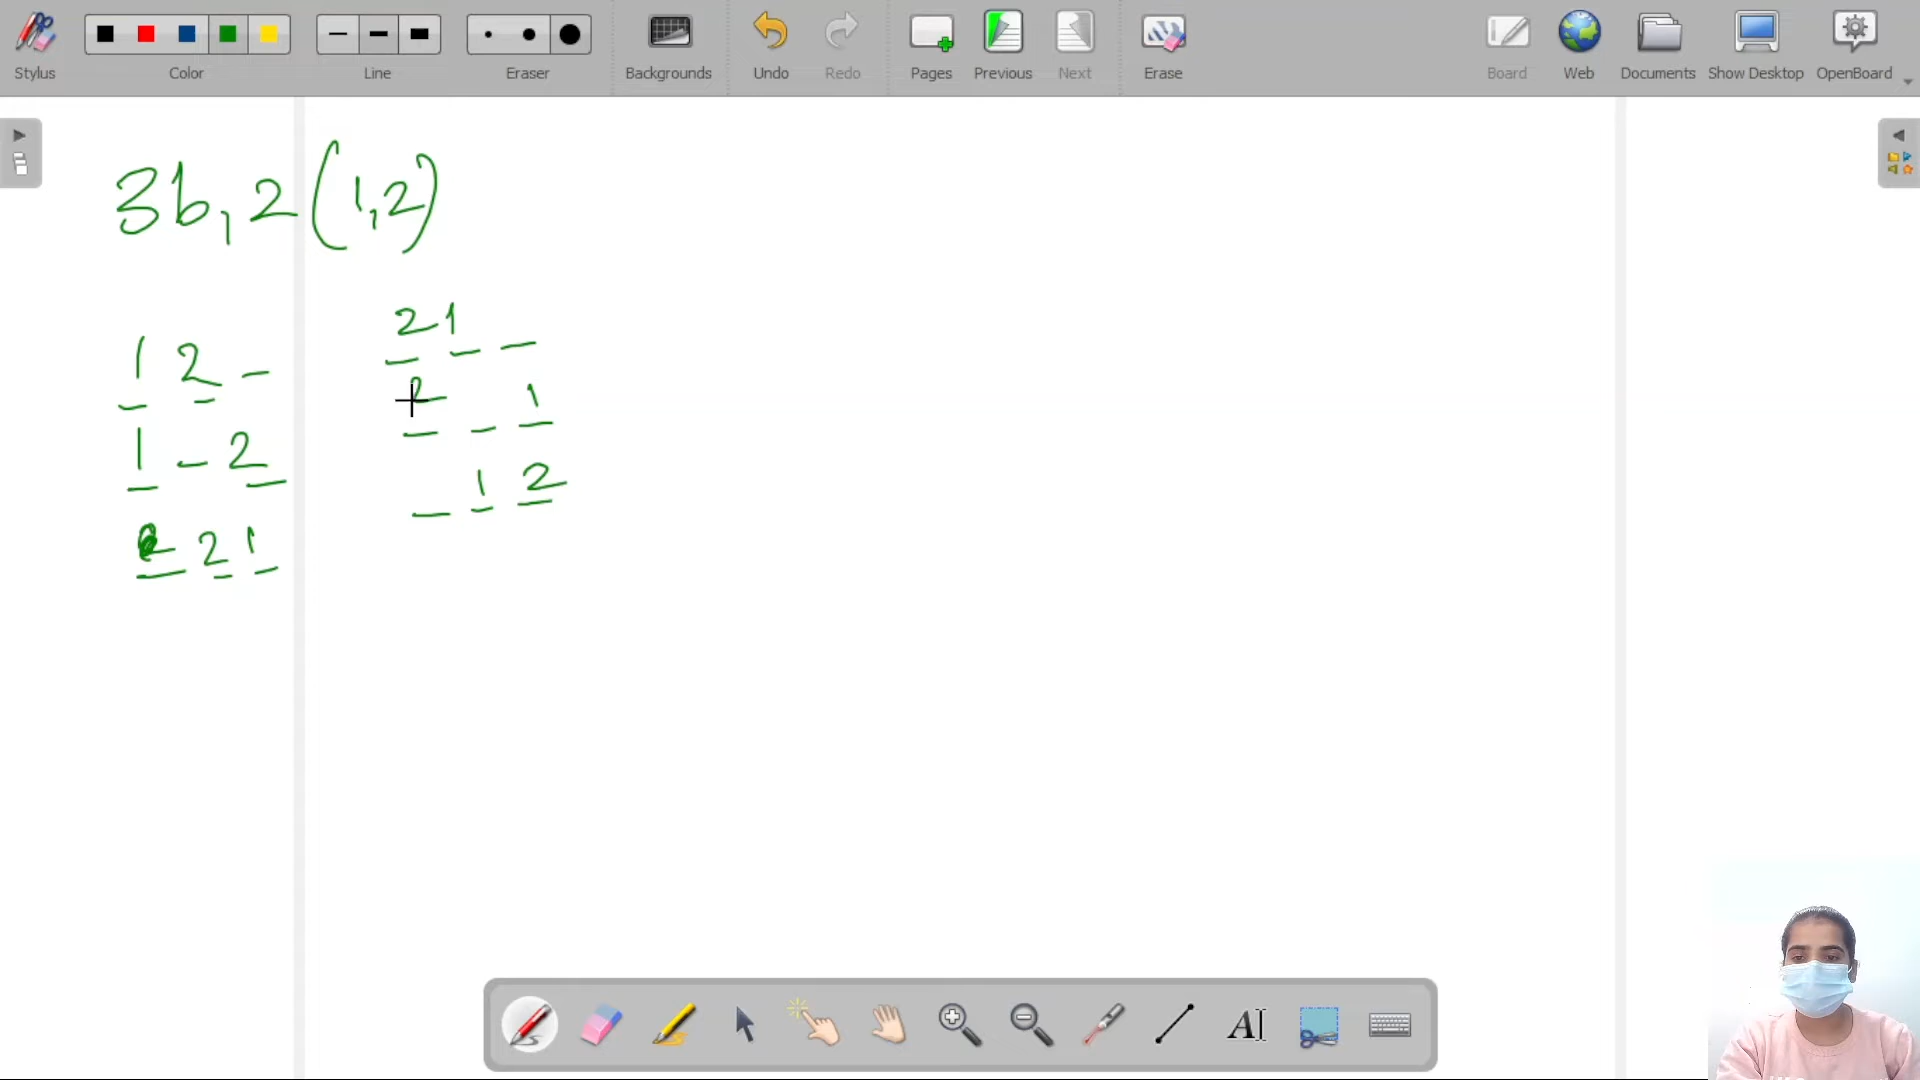 Stylus Color Line Eraser Backgrounds Undo Redo Pages Previous Next Erase Board Web Documents Show Desktop OpenBoard
3b, 2 (1,2)
1 2 -
1 - 2
2 1
2 1 _
2 _ 1
_ 1 2